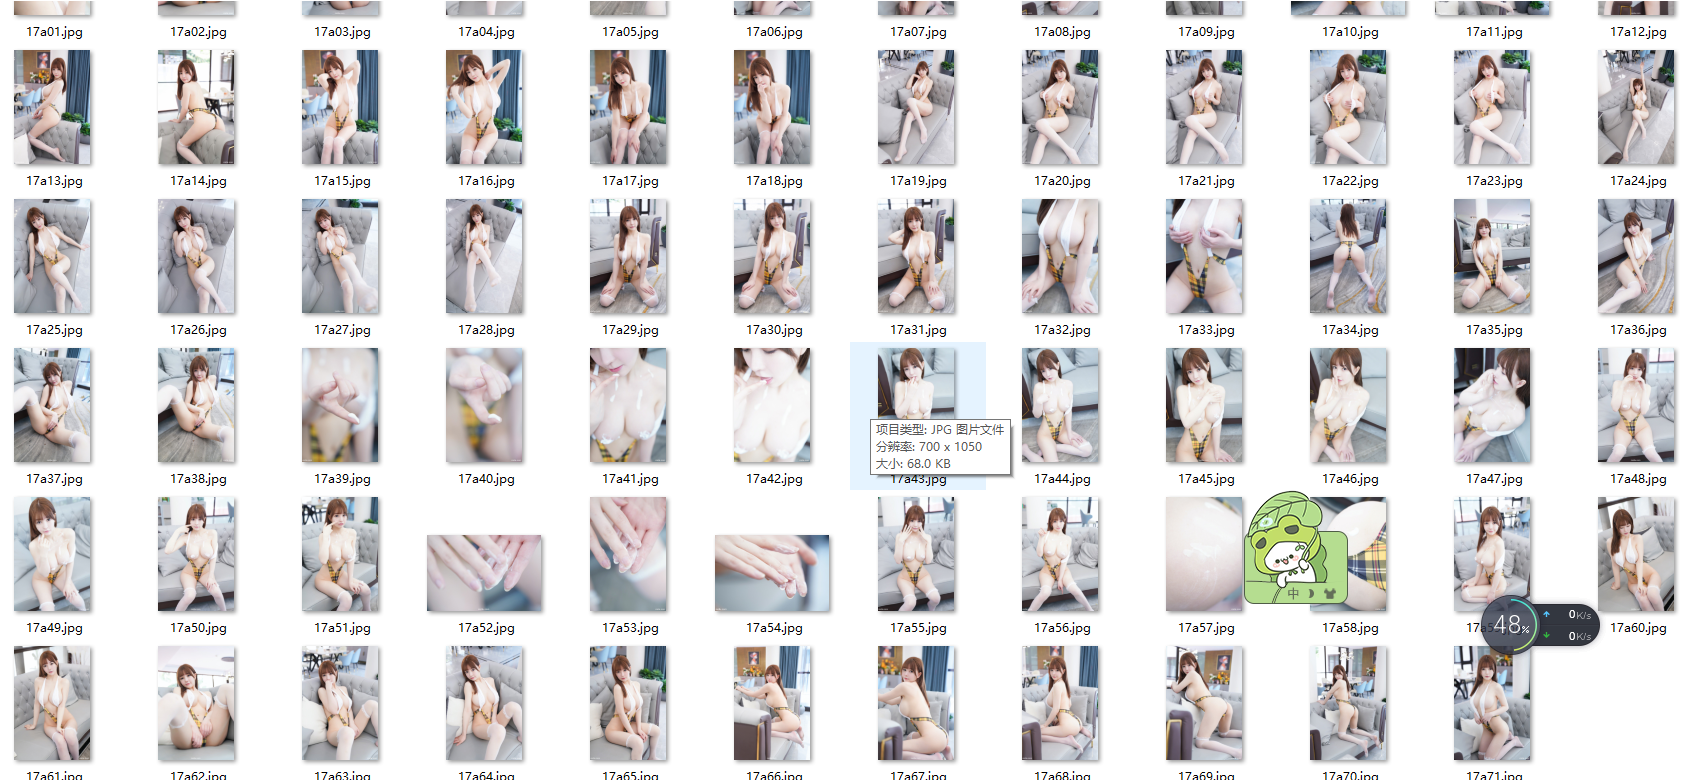 17a01.jpg 17a02.jpg 17a03.jpg 17a04.jpg 17a05.jpg 17a06.jpg 17a07.jpg 17a08.jpg 17a09.jpg 17a10.jpg 17a11.jpg 17a12.jpg
17a13.jpg 17a14.jpg 17a15.jpg 17a16.jpg 17a17.jpg 17a18.jpg 17a19.jpg 17a20.jpg 17a21.jpg 17a22.jpg 17a23.jpg 17a24.jpg
17a25.jpg 17a26.jpg 17a27.jpg 17a28.jpg 17a29.jpg 17a30.jpg 17a31.jpg 17a32.jpg 17a33.jpg 17a34.jpg 17a35.jpg 17a36.jpg
项目类型: JPG 图片文件
分辨率: 700 x 1050
大小: 68.0 KB
17a37.jpg 17a38.jpg 17a39.jpg 17a40.jpg 17a41.jpg 17a42.jpg 17a43.jpg 17a44.jpg 17a45.jpg 17a46.jpg 17a47.jpg 17a48.jpg
中
48%
0K/s
0K/s
17a49.jpg 17a50.jpg 17a51.jpg 17a52.jpg 17a53.jpg 17a54.jpg 17a55.jpg 17a56.jpg 17a57.jpg 17a58.jpg 17a60.jpg
17a61.jpg 17a62.jpg 17a63.jpg 17a64.jpg 17a65.jpg 17a66.jpg 17a67.jpg 17a68.jpg 17a69.jpg 17a70.jpg 17a71.jpg